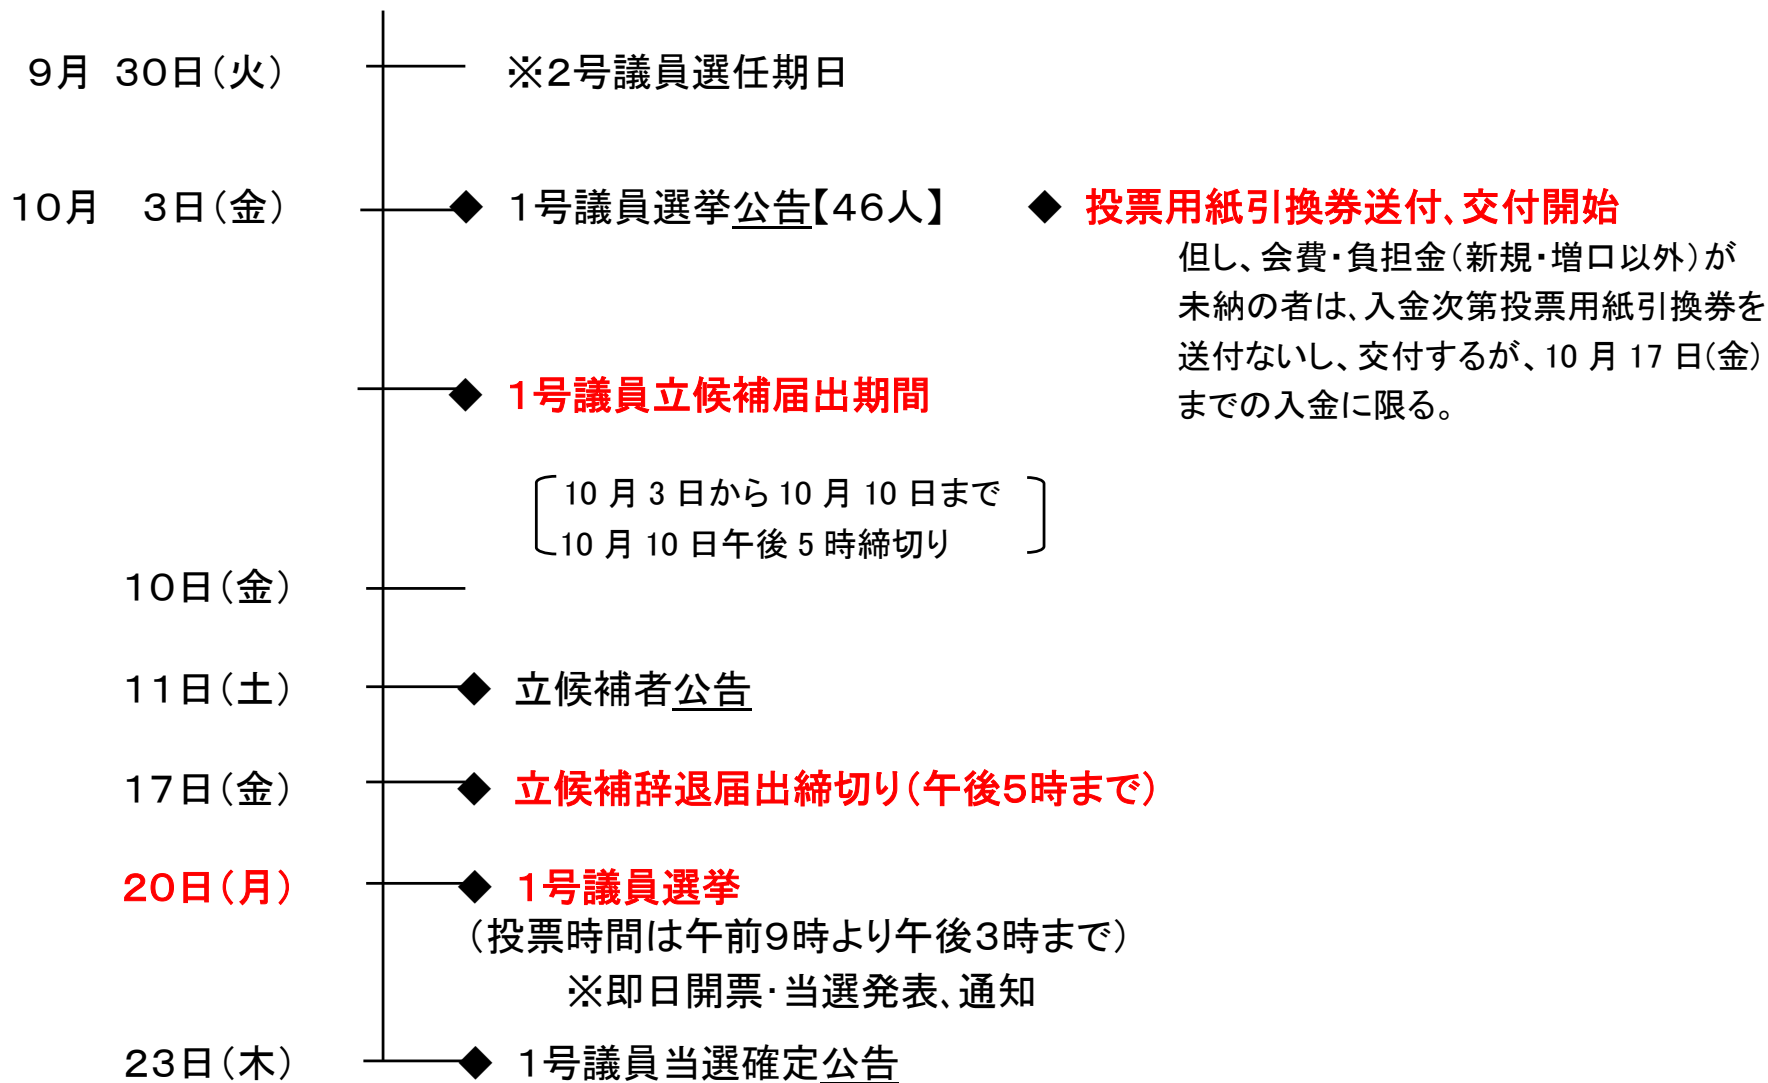 9月 30日(火) ※2号議員選任期日
10月 3日(金) ◆ 1号議員選挙公告【46人】 ◆ 投票用紙引換券送付、交付開始
但し、会費・負担金(新規・増口以外)が
未納の者は、入金次第投票用紙引換券を
送付ないし、交付するが、10 月 17 日(金)
までの入金に限る。
◆ 1号議員立候補届出期間
10 月 3 日から 10 月 10 日まで
10 月 10 日午後 5 時締切り
10日(金)
11日(土) ◆ 立候補者公告
17日(金) ◆ 立候補辞退届出締切り(午後5時まで)
20日(月) ◆ 1号議員選挙
(投票時間は午前9時より午後3時まで)
※即日開票・当選発表、通知
23日(木) ◆ 1号議員当選確定公告